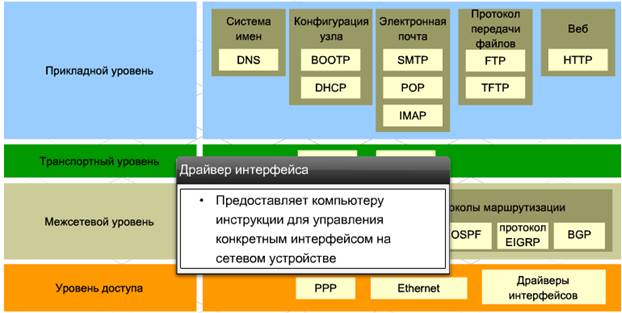 Прикладной уровень
Система
имен
DNS
Конфигурация
узла
BOOTP
DHCP
Электронная
почта
SMTP
POP
IMAP
Протокол
передачи
файлов
FTP
TFTP
Веб
HTTP
Транспортный уровень
Драйвер интерфейса
• Предоставляет компьютеру
инструкции для управления
конкретным интерфейсом на
сетевом устройстве
Межсетевой уровень
околы маршрутизации
OSPF
протокол
EIGRP
BGP
Уровень доступа
PPP
Ethernet
Драйверы
интерфейсов